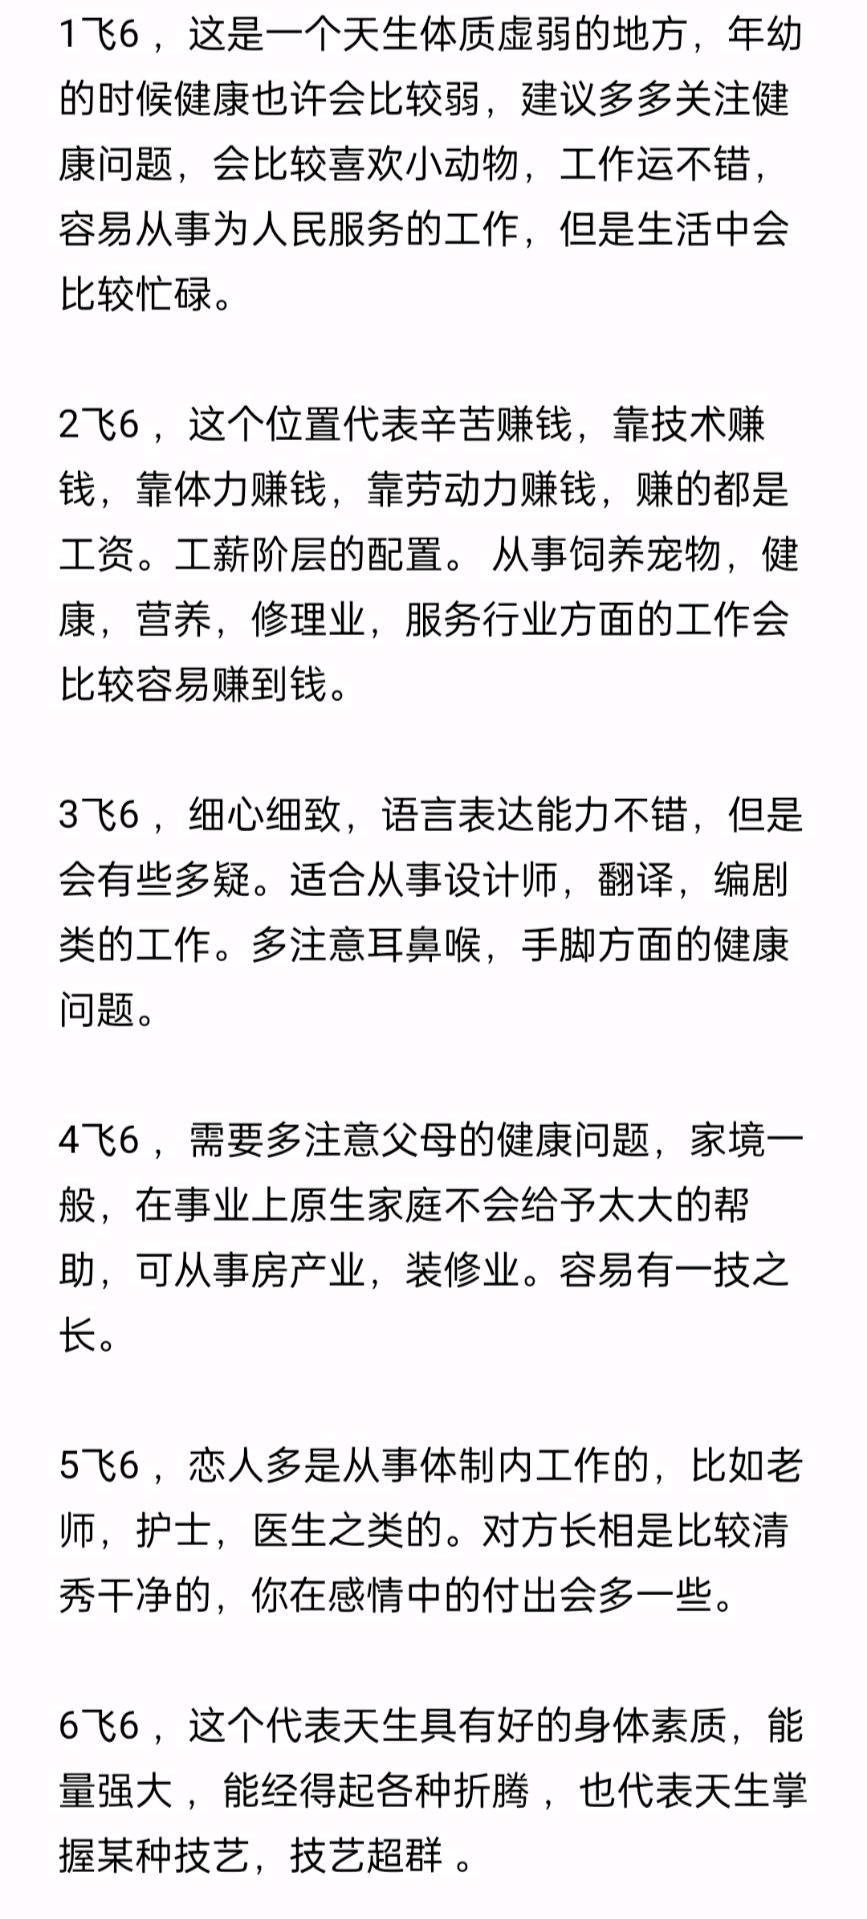 1飞6 ，这是一个天生体质虚弱的地方，年幼
的时候健康也许会比较弱，建议多多关注健
康问题，会比较喜欢小动物，工作运不错，
容易从事为人民服务的工作，但是生活中会
比较忙碌。
2飞6 ，这个位置代表辛苦赚钱，靠技术赚
钱，靠体力赚钱，靠劳动力赚钱，赚的都是
工资。工薪阶层的配置。 从事饲养宠物，健
康，营养，修理业，服务行业方面的工作会
比较容易赚到钱。
3飞6 ，细心细致，语言表达能力不错，但是
会有些多疑。适合从事设计师，翻译，编剧
类的工作。多注意耳鼻喉，手脚方面的健康
问题。
4飞6 ，需要多注意父母的健康问题，家境一
般，在事业上原生家庭不会给予太大的帮
助，可从事房产业，装修业。容易有一技之
长。
5飞6 ，恋人多是从事体制内工作的，比如老
师，护士，医生之类的。对方长相是比较清
秀干净的，你在感情中的付出会多一些。
6飞6 ，这个代表天生具有好的身体素质，能
量强大 ，能经得起各种折腾 ，也代表天生掌
握某种技艺，技艺超群 。